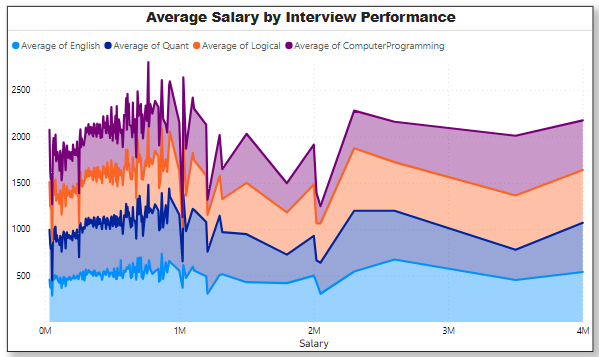 Average Salary by Interview Performance
Average of English Average of Quant Average of Logical Average of ComputerProgramming
2500
2000
1500
1000
500
0M 1M 2M 3M 4M
Salary